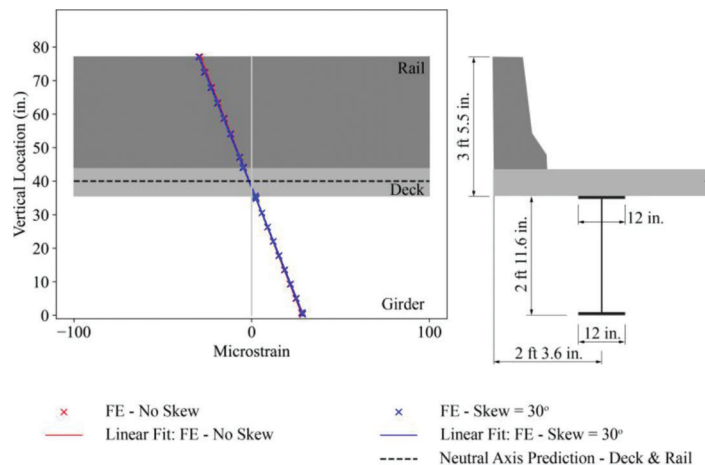 80
70
60
50
40
30
20
10
0
Vertical Location (in.)
Rail
Deck
Girder
−100
0
100
Microstrain
3 ft 5.5 in.
2 ft 11.6 in.
12 in.
12 in.
2 ft 3.6 in.
FE - No Skew
Linear Fit: FE - No Skew
FE - Skew = 30°
Linear Fit: FE - Skew = 30°
Neutral Axis Prediction - Deck & Rail